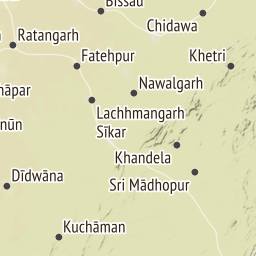 Bissau
Chidawa
Ratangarh
Fatehpur
Khetri
Nawalgarh
Lachhmangarh
Sīkar
Khandela
Dīdwāna
Sri Mādhopur
Kuchāman